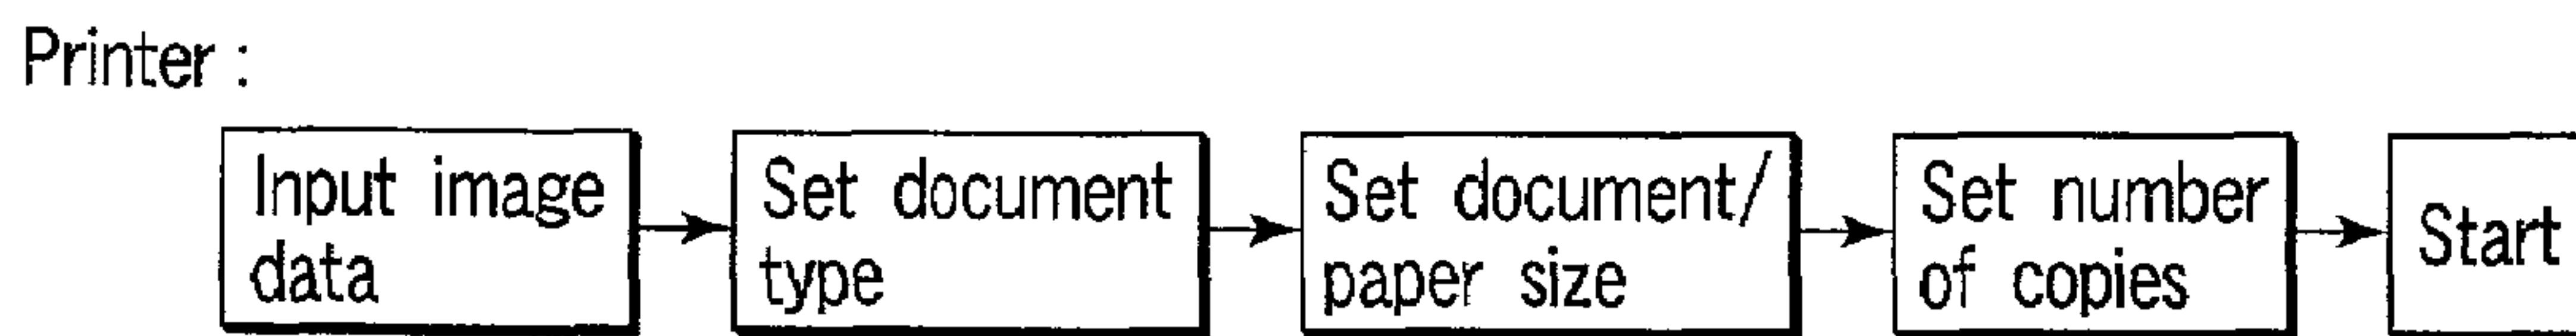 Printer :
Input image
data
Set document
type
Set document/
paper size
Set number
of copies
Start